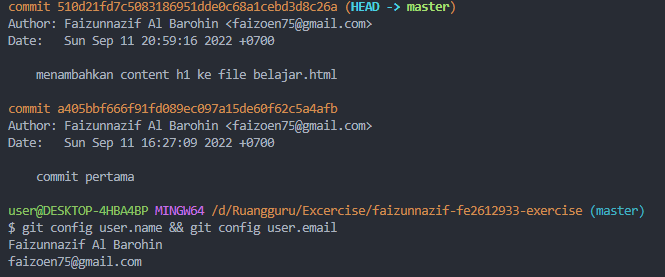 commit 510d21fd7c5083186951dde0c68a1cebd3d8c26a (HEAD -> master)
Author: Faizunnazif Al Barohin <faizoen75@gmail.com>
Date:   Sun Sep 11 20:59:16 2022 +0700
    menambahkan content h1 ke file belajar.html
commit a405bbf666f91fd089ec097a15de60f62c5a4afb
Author: Faizunnazif Al Barohin <faizoen75@gmail.com>
Date:   Sun Sep 11 16:27:09 2022 +0700
    commit pertama
user@DESKTOP-4HBA4BP MINGW64 /d/Ruangguru/Excercise/faizunnazif-fe2612933-exercise (master)
$ git config user.name && git config user.email
Faizunnazif Al Barohin
faizoen75@gmail.com